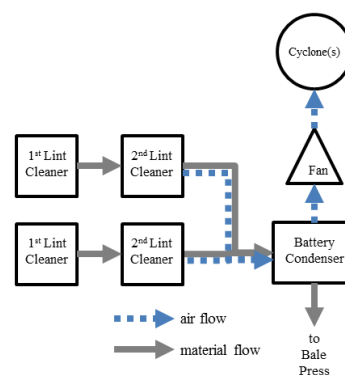 Cyclone(s)
Fan
1st Lint
Cleaner
2nd Lint
Cleaner
1st Lint
Cleaner
2nd Lint
Cleaner
Battery
Condenser
air flow
material flow
to
Bale
Press